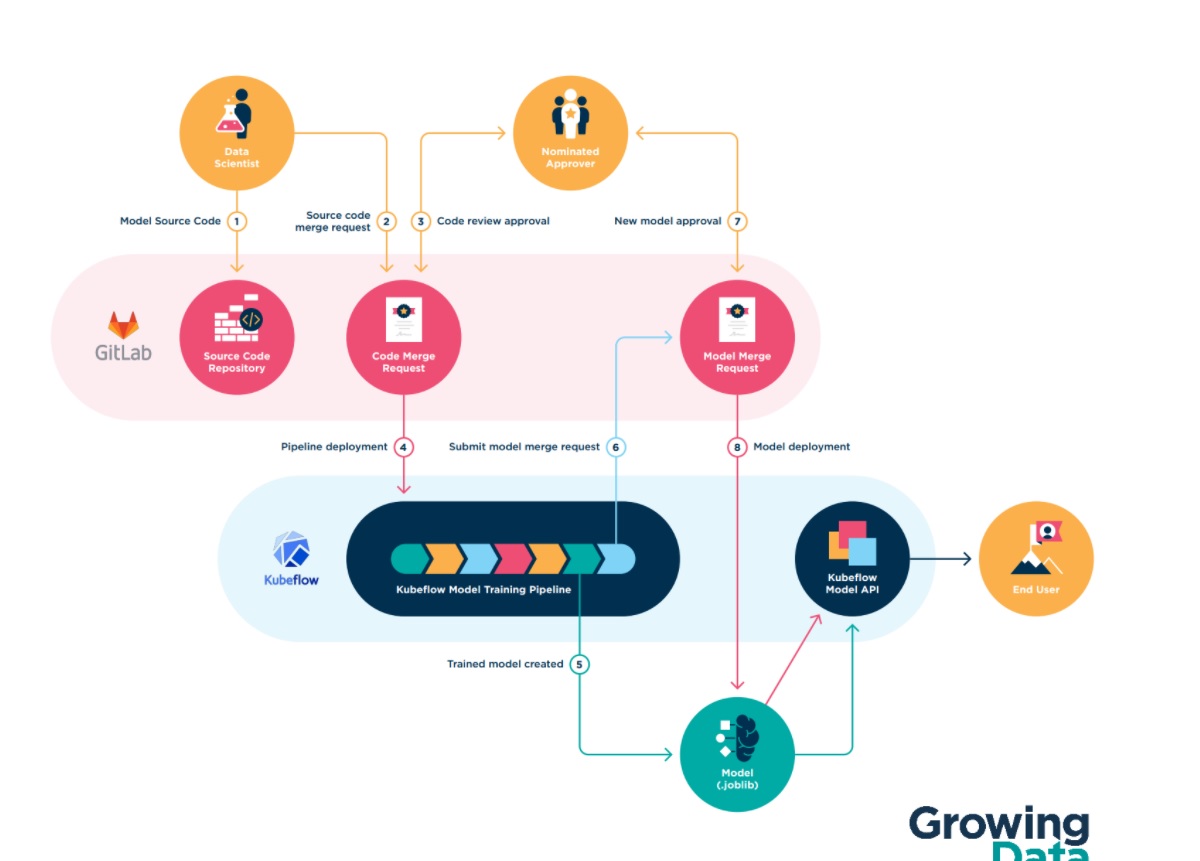 Data
Scientist
Nominated
Approver
Model Source Code 1
Source code
merge request 2
3 Code review approval
New model approval 7
GitLab
</>
Source Code
Repository
Code Merge
Request
Model Merge
Request
Pipeline deployment 4
Submit model merge request 6
8 Model deployment
Kubeflow
Kubeflow Model Training Pipeline
Kubeflow
Model API
End User
Trained model created 5
Model
(.joblib)
Growing
Data